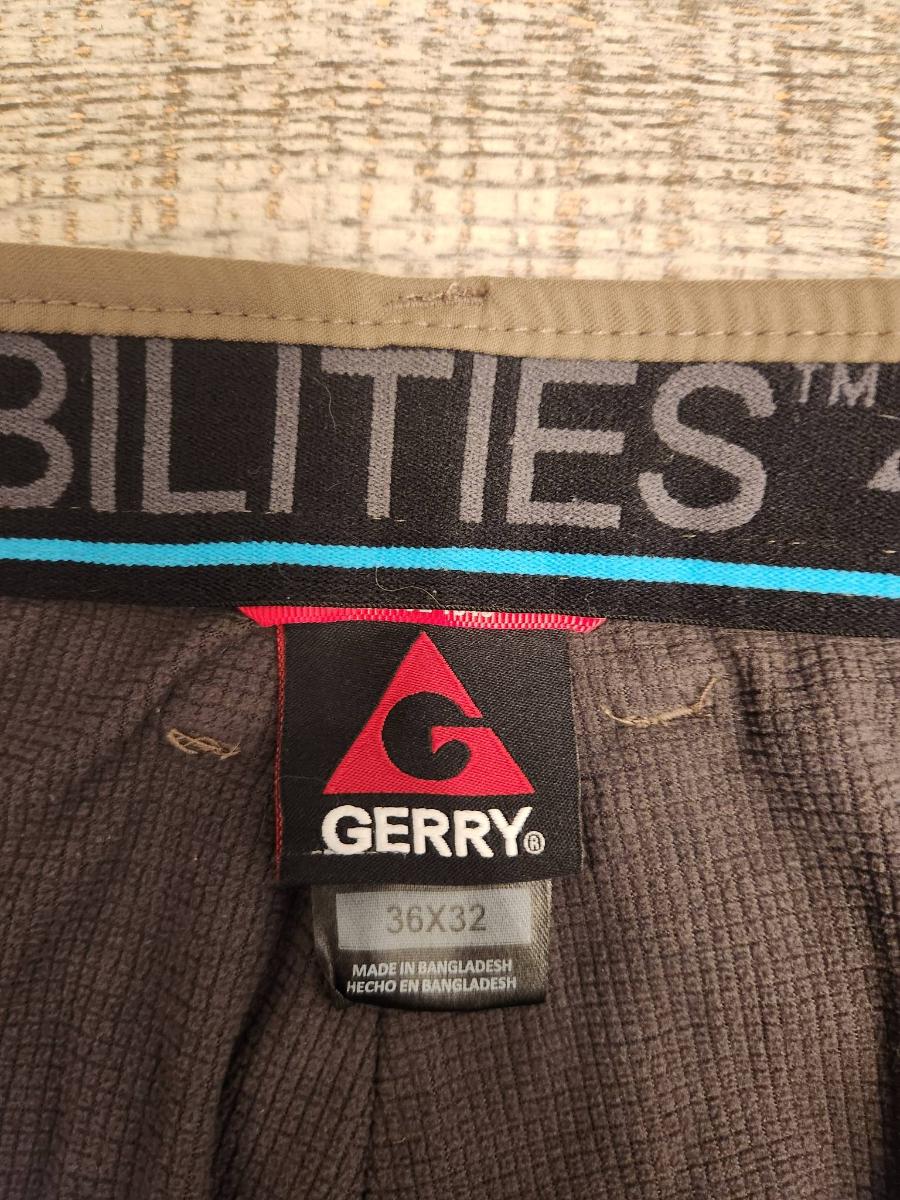 BILITIES™
GERRY®
36X32
MADE IN BANGLADESH
HECHO EN BANGLADESH